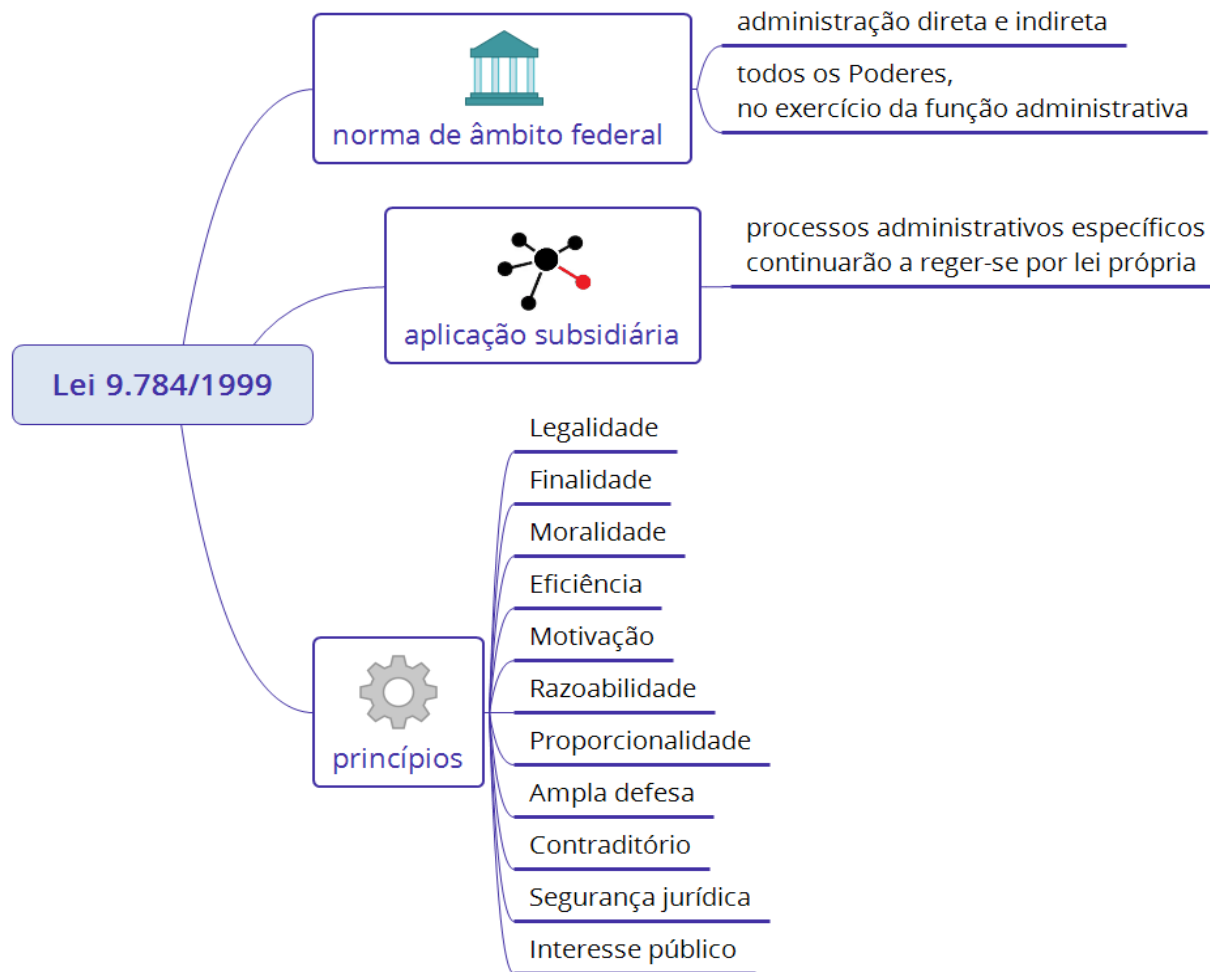 administração direta e indireta
todos os Poderes,
no exercício da função administrativa
norma de âmbito federal
processos administrativos específicos
continuarão a reger-se por lei própria
aplicação subsidiária
Lei 9.784/1999
Legalidade
Finalidade
Moralidade
Eficiência
Motivação
Razoabilidade
Proporcionalidade
princípios
Ampla defesa
Contraditório
Segurança jurídica
Interesse público